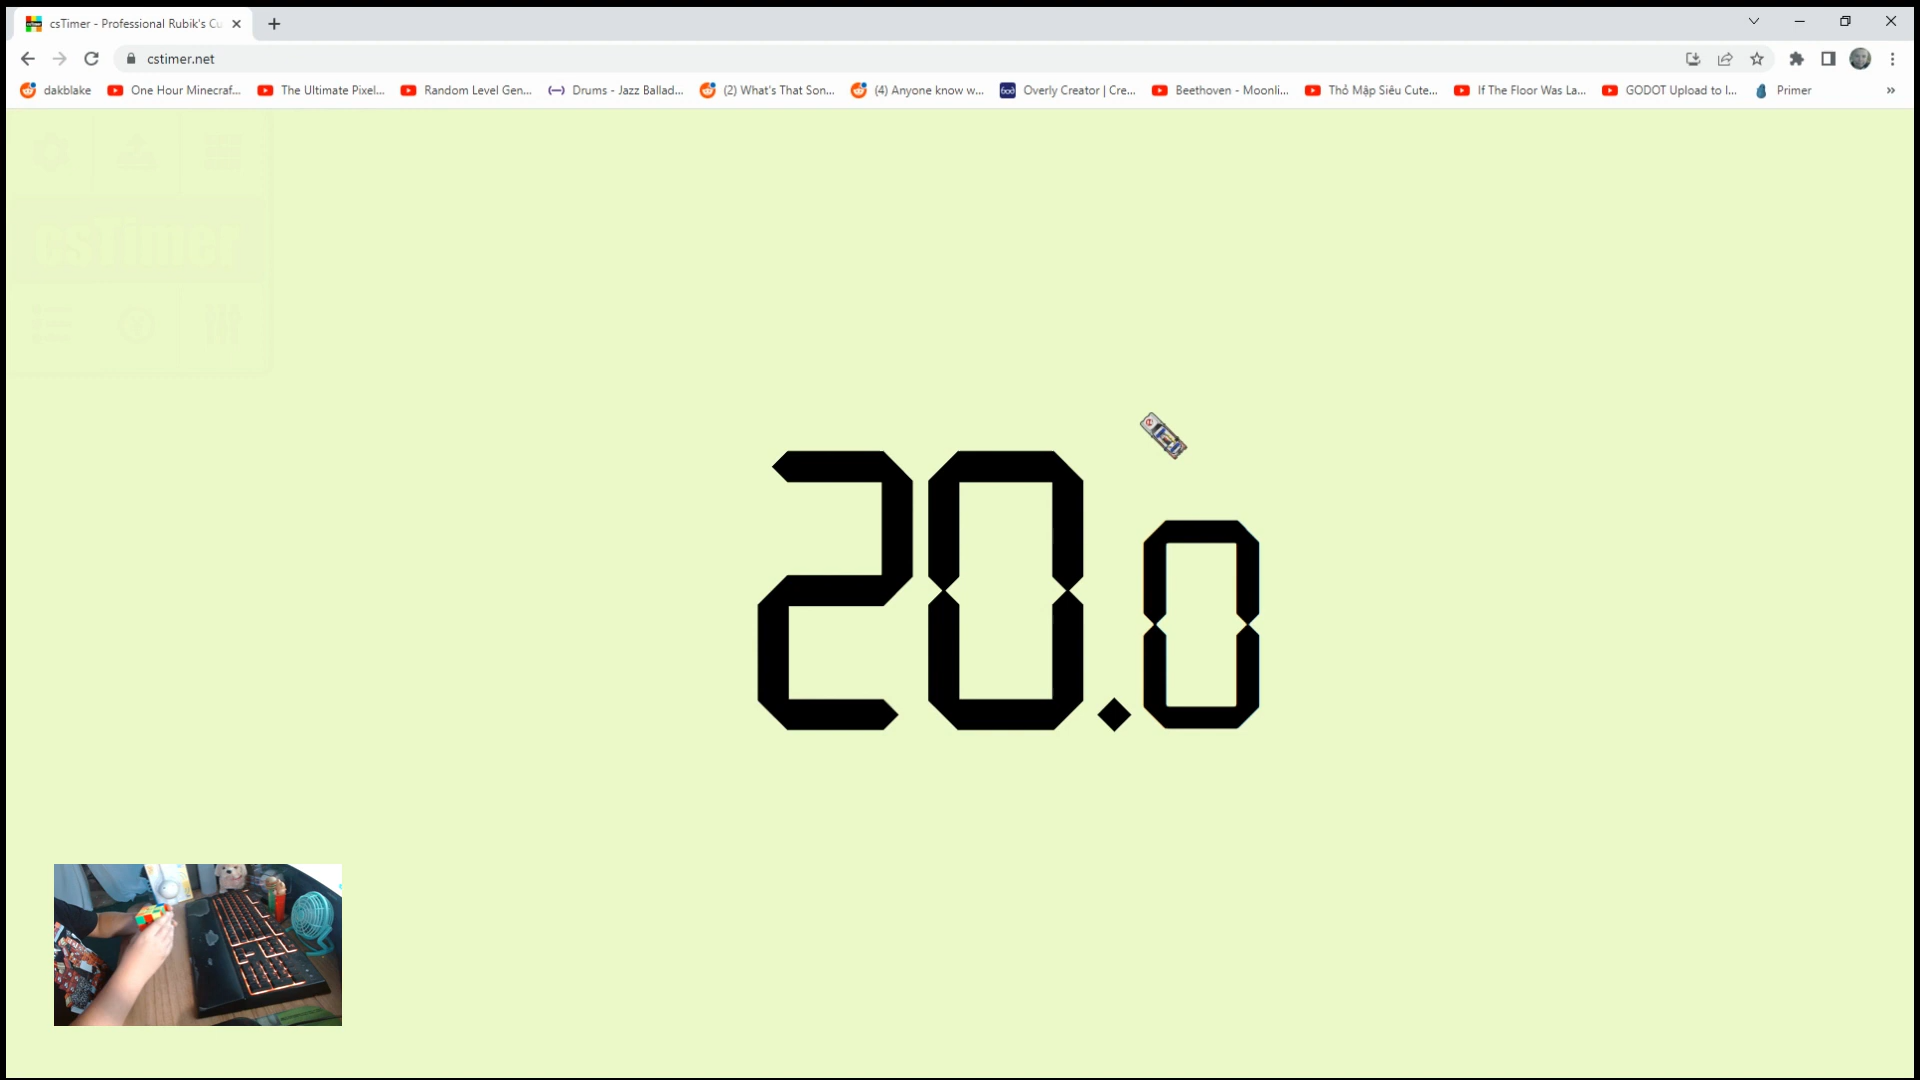 csTimer - Professional Rubik's Cu
cstimer.net
dakblake
One Hour Minecraf...
The Ultimate Pixel...
Random Level Gen...
Drums - Jazz Ballad...
(2) What's That Son...
(4) Anyone know w...
Overly Creator | Cre...
Beethoven - Moonli...
Thỏ Mập Siêu Cute...
If The Floor Was La...
GODOT Upload to I...
Primer
csTimer
20.0